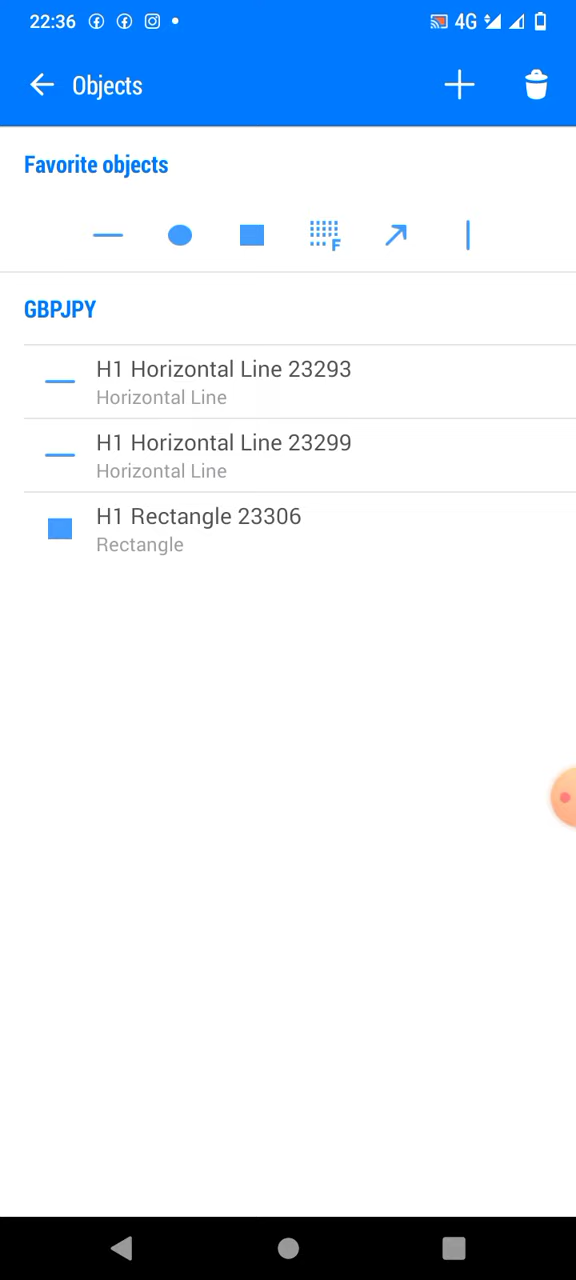 22:36 4G
Objects
Favorite objects
F
GBPJPY
H1 Horizontal Line 23293
Horizontal Line
H1 Horizontal Line 23299
Horizontal Line
H1 Rectangle 23306
Rectangle